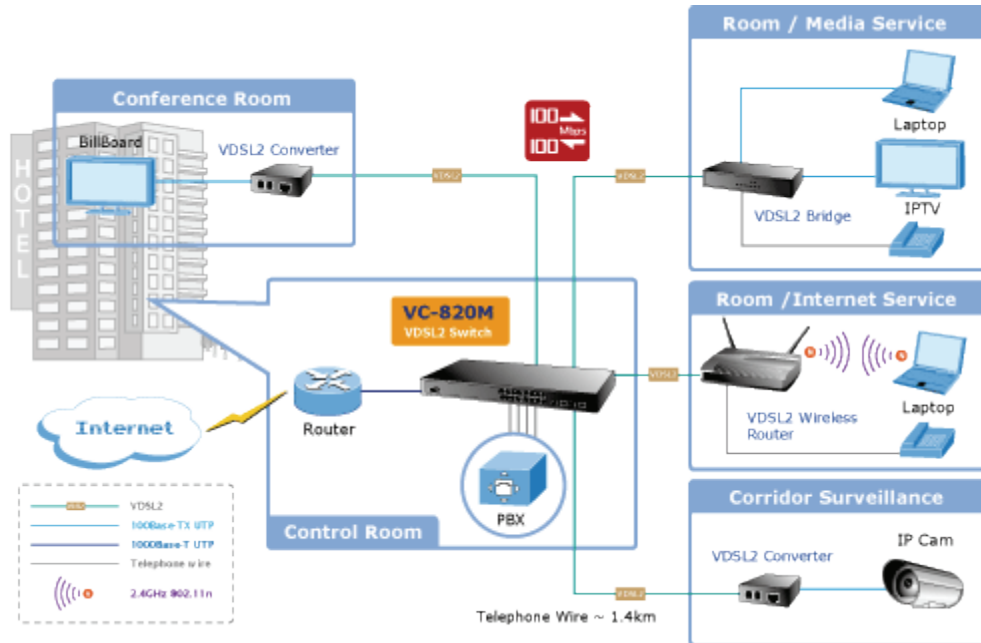 Room / Media Service
Laptop
IPTV
VDSL2 Bridge
VDSL2
100
Mbps
100
Conference Room
BillBoard
VDSL2 Converter
VDSL2
HOTEL
VC-820M
VDSL2 Switch
Router
Internet
PBX
Control Room
VDSL2
Room /Internet Service
Laptop
VDSL2 Wireless
Router
Corridor Surveillance
VDSL2 Converter
IP Cam
VDSL2
Telephone Wire ~ 1.4km
VDSL2
100Base-TX UTP
1000Base-T UTP
Telephone wire
2.4GHz 802.11n